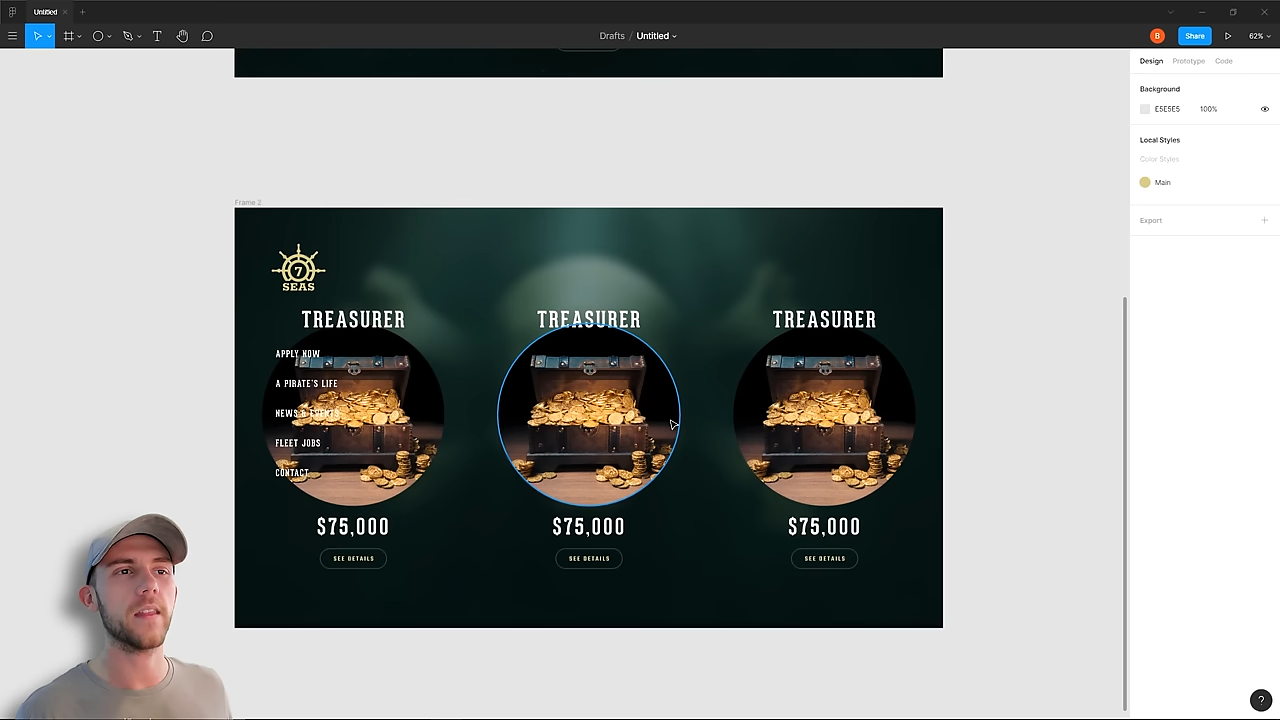 Untitled
Drafts / Untitled
B
Share
62%
Design Prototype Code
Background
E5E5E5 100%
Local Styles
Color Styles
Main
Export
Frame 2
7
SEAS
TREASURER TREASURER TREASURER
APPLY NOW
A PIRATE'S LIFE
NEWS & EVENTS
FLEET JOBS
CONTACT
$75,000 $75,000 $75,000
SEE DETAILS SEE DETAILS SEE DETAILS
?